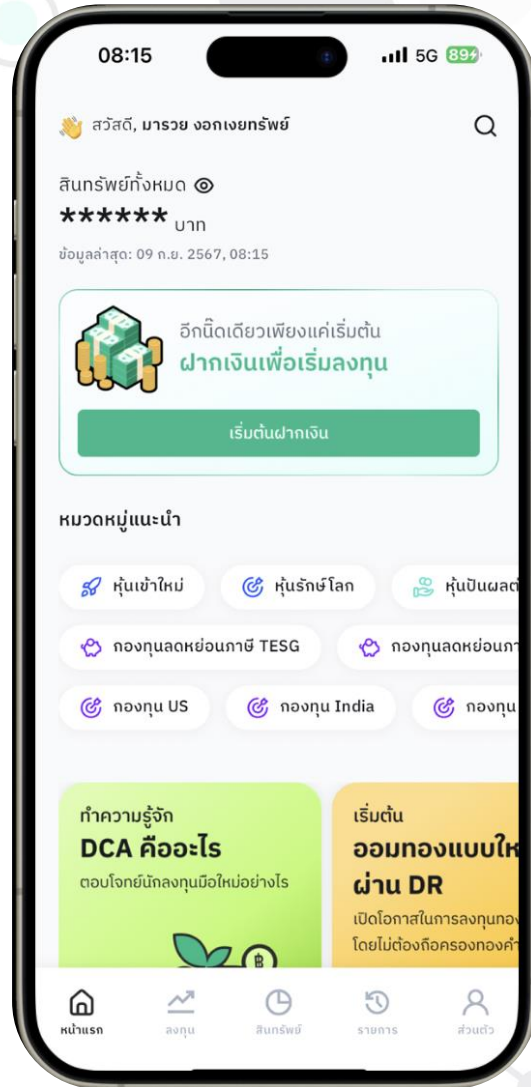 08:15
5G 89
สวัสดี, มารวย งอกเงยทรัพย์
สินทรัพย์ทั้งหมด
****** บาท
ข้อมูลล่าสุด: 09 ก.ย. 2567, 08:15
อีกนิ๊ดเดียวเพียงแค่เริ่มต้น
ฝากเงินเพื่อเริ่มลงทุน
เริ่มต้นฝากเงิน
หมวดหมู่แนะนำ
หุ้นเข้าใหม่ หุ้นรักษ์โลก หุ้นปันผลต่
กองทุนลดหย่อนภาษี TESG กองทุนลดหย่อนภา
กองทุน US กองทุน India กองทุน
ทำความรู้จัก
DCA คืออะไร
ตอบโจทย์นักลงทุนมือใหม่อย่างไร
เริ่มต้น
ออมทองแบบให
ผ่าน DR
เปิดโอกาสในการลงทุนทอง
โดยไม่ต้องถือครองทองคำ
หน้าแรก ลงทุน สินทรัพย์ รายการ ส่วนตัว